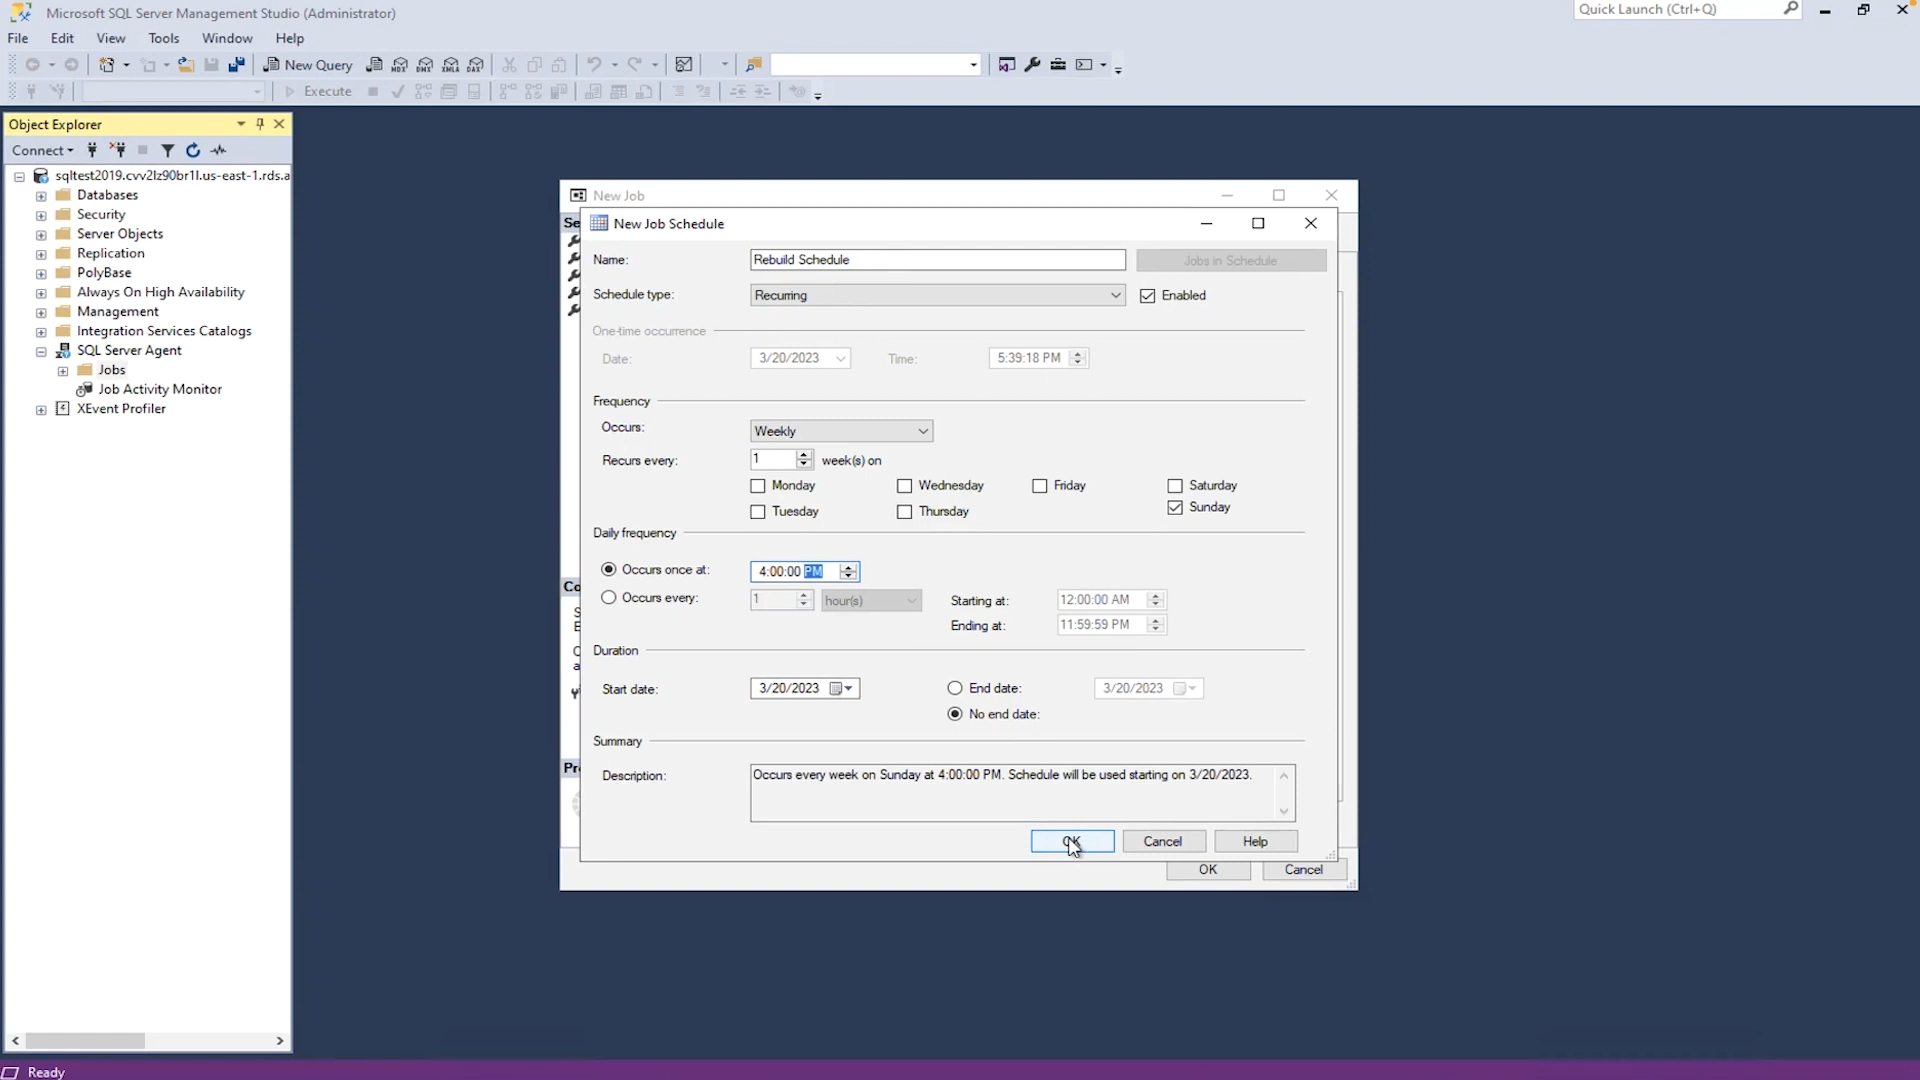 Microsoft SQL Server Management Studio (Administrator)
Quick Launch (Ctrl+Q)
File Edit View Tools Window Help
New Query MDX DMX XMLA DAX
Execute
Object Explorer
Connect
sqltest2019.cvv2lz90br1l.us-east-1.rds.a
Databases
Security
Server Objects
Replication
PolyBase
Always On High Availability
Management
Integration Services Catalogs
SQL Server Agent
Jobs
Job Activity Monitor
XEvent Profiler
New Job
Se
New Job Schedule
Name: Rebuild Schedule Jobs in Schedule
Schedule type: Recurring Enabled
One-time occurrence
Date: 3/20/2023 Time: 5:39:18 PM
Frequency
Occurs: Weekly
Recurs every: 1 week(s) on
Monday Wednesday Friday Saturday
Tuesday Thursday Sunday
Daily frequency
Occurs once at: 4:00:00 PM
Occurs every: 1 hour(s) Starting at: 12:00:00 AM
Ending at: 11:59:59 PM
Co
Duration
Start date: 3/20/2023 End date: 3/20/2023
No end date:
Summary
Pr
Description: Occurs every week on Sunday at 4:00:00 PM. Schedule will be used starting on 3/20/2023.
OK Cancel Help
OK Cancel
Ready